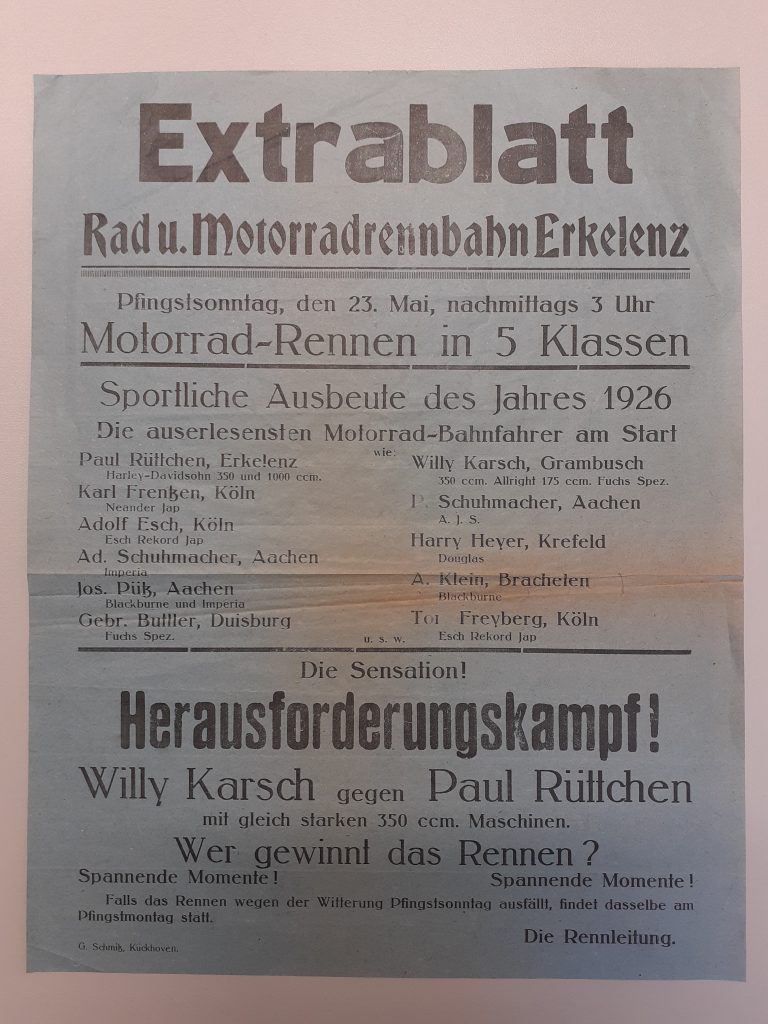 Extrablatt
Rad u. Motorradrennbahn Erkelenz
Pfingstsonntag, den 23. Mai, nachmittags 3 Uhr
Motorrad-Rennen in 5 Klassen
Sportliche Ausbeute des Jahres 1926
Die auserlesensten Motorrad-Bahnfahrer am Start
wie:
Paul Rüttchen, Erkelenz
Harley-Davidsohn 350 und 1000 ccm.
Karl Frentzen, Köln
Neander Jap
Adolf Esch, Köln
Esch Rekord Jap
Ad. Schuhmacher, Aachen
Imperia
Jos. Pütz, Aachen
Blackburne und Imperia
Gebr. Buttler, Duisburg
Fuchs Spez.
Willy Karsch, Grambusch
350 ccm. Allright 175 ccm. Fuchs Spez.
P. Schuhmacher, Aachen
A. J. S.
Harry Heyer, Krefeld
Douglas
A. Klein, Brachelen
Blackburne
Freyberg, Köln
Esch Rekord Jap
u. s. w.
Die Sensation!
Herausforderungskampf!
Willy Karsch gegen Paul Rüttchen
mit gleich starken 350 ccm. Maschinen.
Wer gewinnt das Rennen?
Spannende Momente! Spannende Momente!
Falls das Rennen wegen der Witterung Pfingstsonntag ausfällt, findet dasselbe am
Pfingstmontag statt.
Die Rennleitung.
G. Schmitz, Kückhoven.